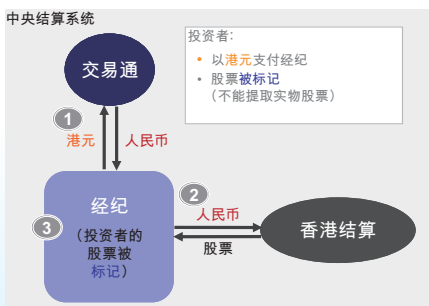 中央结算系统
投资者:
• 以港元支付经纪
• 股票被标记
（不能提取实物股票）
交易通
1
港元
人民币
经纪
3
（投资者的
股票被
标记）
2
人民币
股票
香港结算